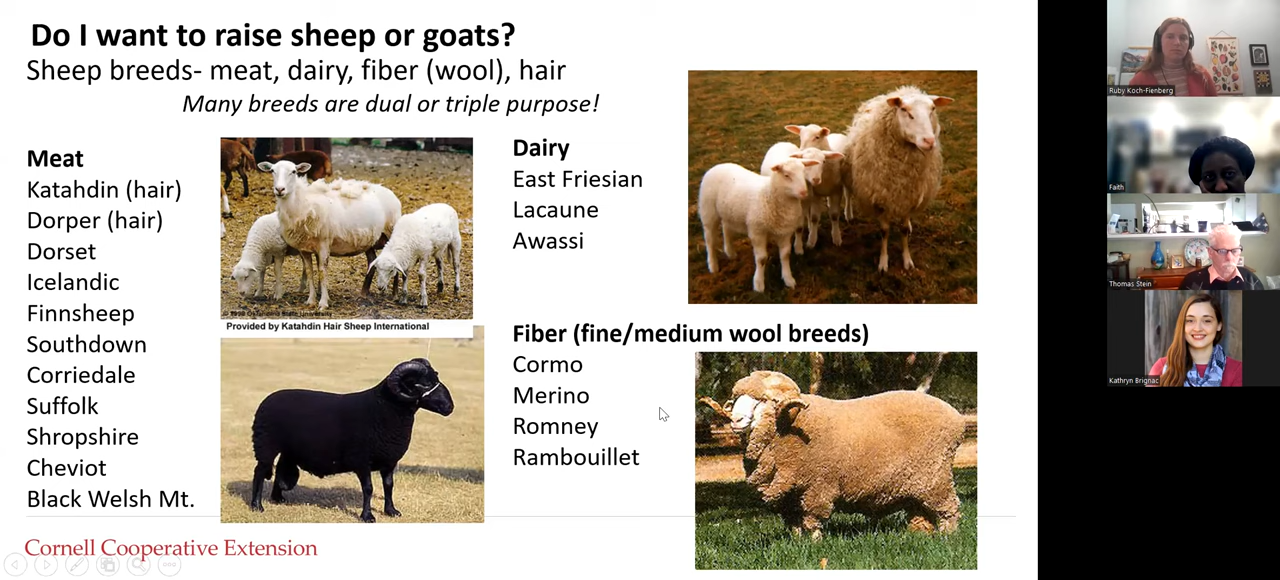 Do I want to raise sheep or goats?
Sheep breeds- meat, dairy, fiber (wool), hair
Many breeds are dual or triple purpose!
Meat
Katahdin (hair)
Dorper (hair)
Dorset
Icelandic
Finnsheep
Southdown
Corriedale
Suffolk
Shropshire
Cheviot
Black Welsh Mt.
Provided by Katahdin Hair Sheep International
Dairy
East Friesian
Lacaune
Awassi
Fiber (fine/medium wool breeds)
Cormo
Merino
Romney
Rambouillet
Cornell Cooperative Extension
Ruby Koch-Fienberg
Faith
Thomas Stein
Kathryn Brignac